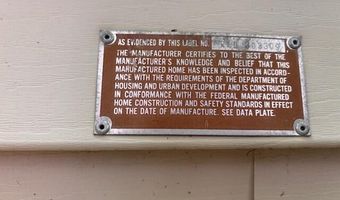 AS EVIDENCED BY THIS LABEL NO.
THE MANUFACTURER CERTIFIES TO THE BEST OF THE
MANUFACTURER'S KNOWLEDGE AND BELIEF THAT THIS
MANUFACTURED HOME HAS BEEN INSPECTED IN ACCORD-
ANCE WITH THE REQUIREMENTS OF THE DEPARTMENT OF
HOUSING AND URBAN DEVELOPMENT AND IS CONSTRUCTED
IN CONFORMANCE WITH THE FEDERAL MANUFACTURED
HOME CONSTRUCTION AND SAFETY STANDARDS IN EFFECT
ON THE DATE OF MANUFACTURE. SEE DATA PLATE.